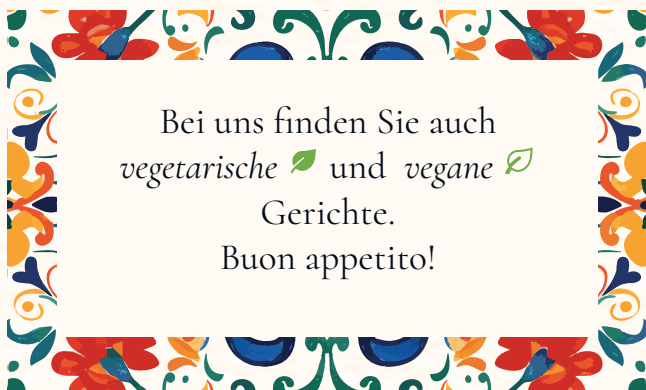 Bei uns finden Sie auch
vegetarische und vegane
Gerichte.
Buon appetito!